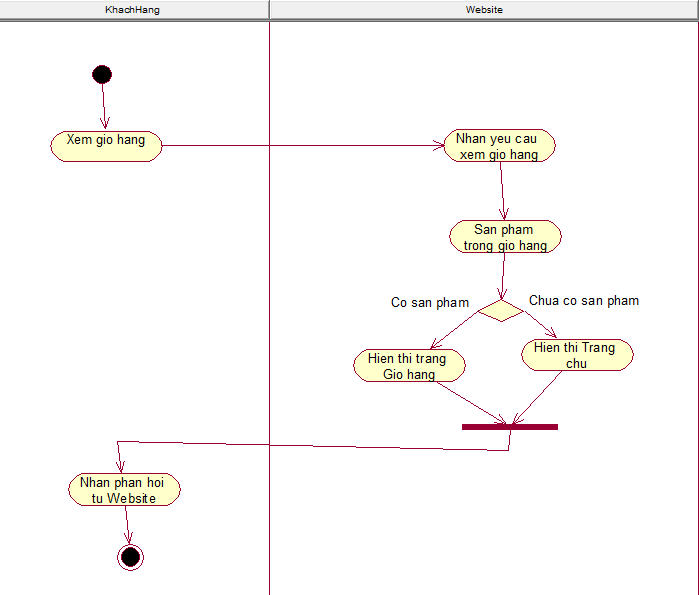 KhachHang
Website
Xem gio hang
Nhan yeu cau
xem gio hang
San pham
trong gio hang
Co san pham
Chua co san pham
Hien thi trang
Gio hang
Hien thi Trang
chu
Nhan phan hoi
tu Website